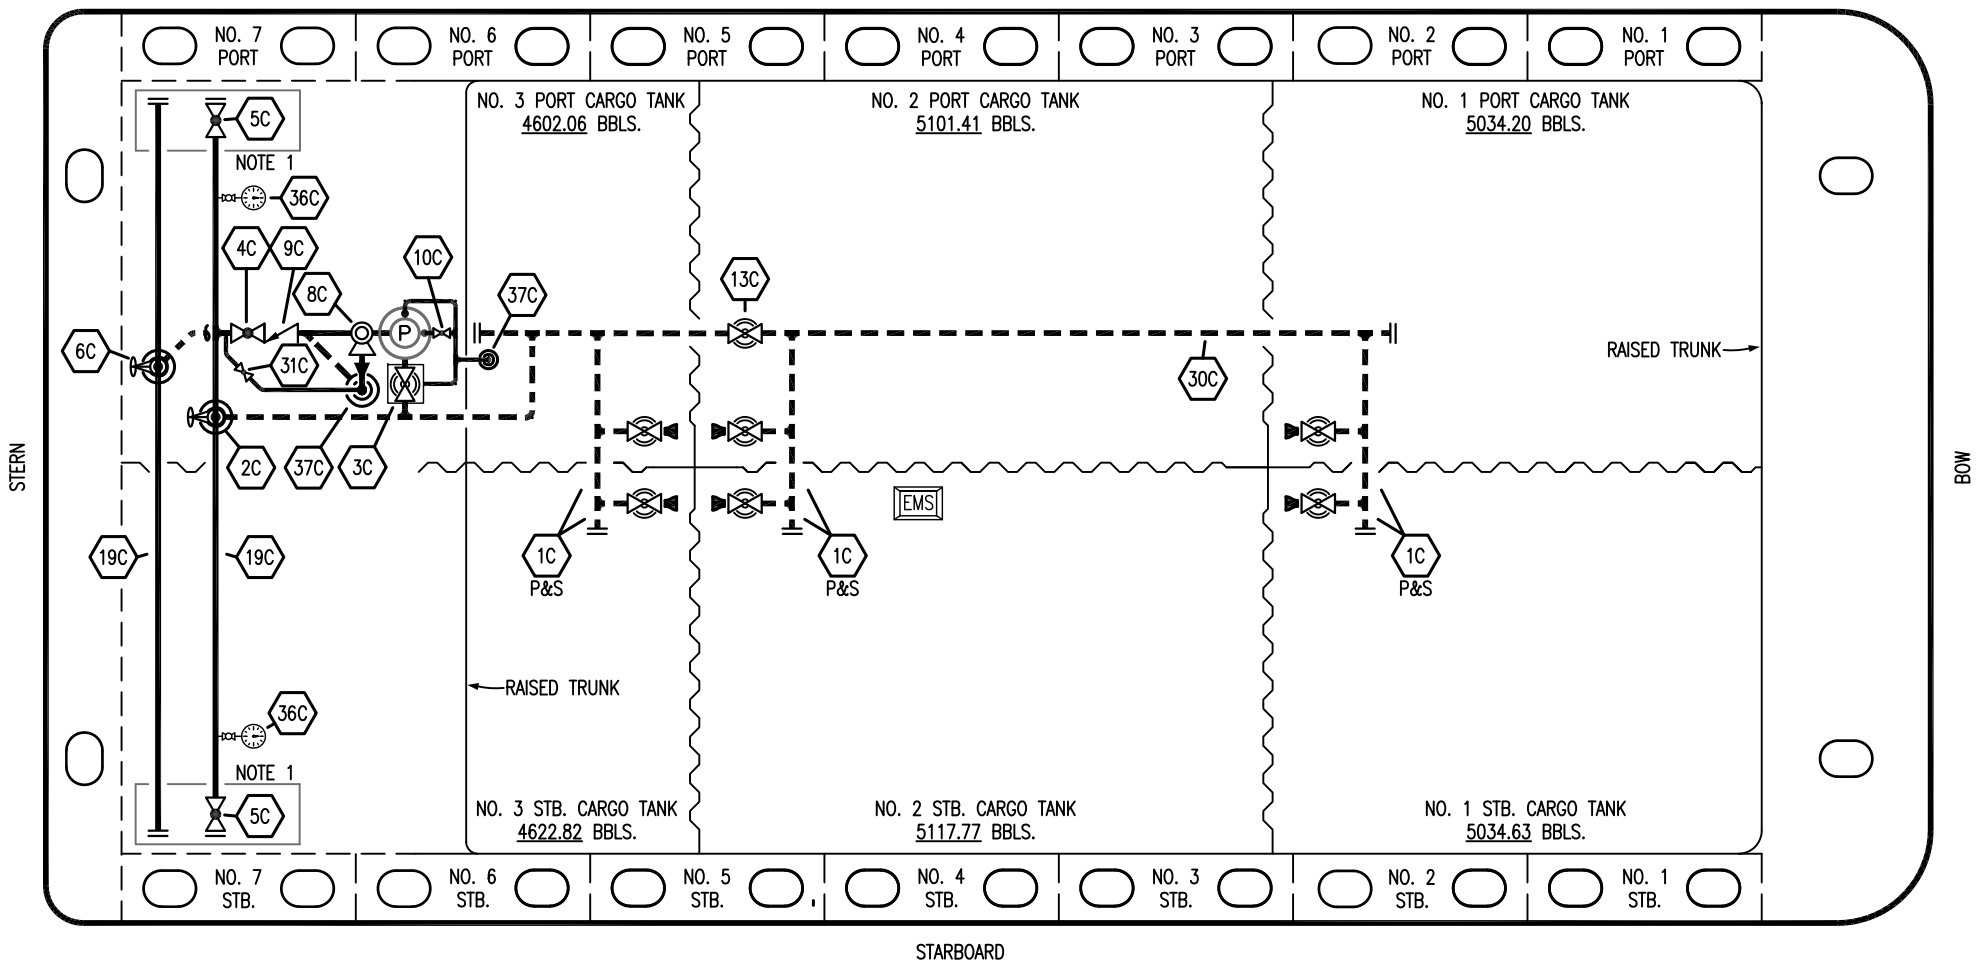 NO. 7
PORT
NO. 6
PORT
NO. 5
PORT
NO. 4
PORT
NO. 3
PORT
NO. 2
PORT
NO. 1
PORT
NO. 3 PORT CARGO TANK
4602.06 BBLS.
NO. 2 PORT CARGO TANK
5101.41 BBLS.
NO. 1 PORT CARGO TANK
5034.20 BBLS.
5C
NOTE 1
36C
4C
9C
8C
10C
37C
13C
P
6C
31C
30C
RAISED TRUNK
2C
37C
3C
STERN
BOW
EMS
19C
19C
1C
P&S
1C
P&S
1C
P&S
RAISED TRUNK
36C
NOTE 1
5C
NO. 3 STB. CARGO TANK
4622.82 BBLS.
NO. 2 STB. CARGO TANK
5117.77 BBLS.
NO. 1 STB. CARGO TANK
5034.63 BBLS.
NO. 7
STB.
NO. 6
STB.
NO. 5
STB.
NO. 4
STB.
NO. 3
STB.
NO. 2
STB.
NO. 1
STB.
STARBOARD